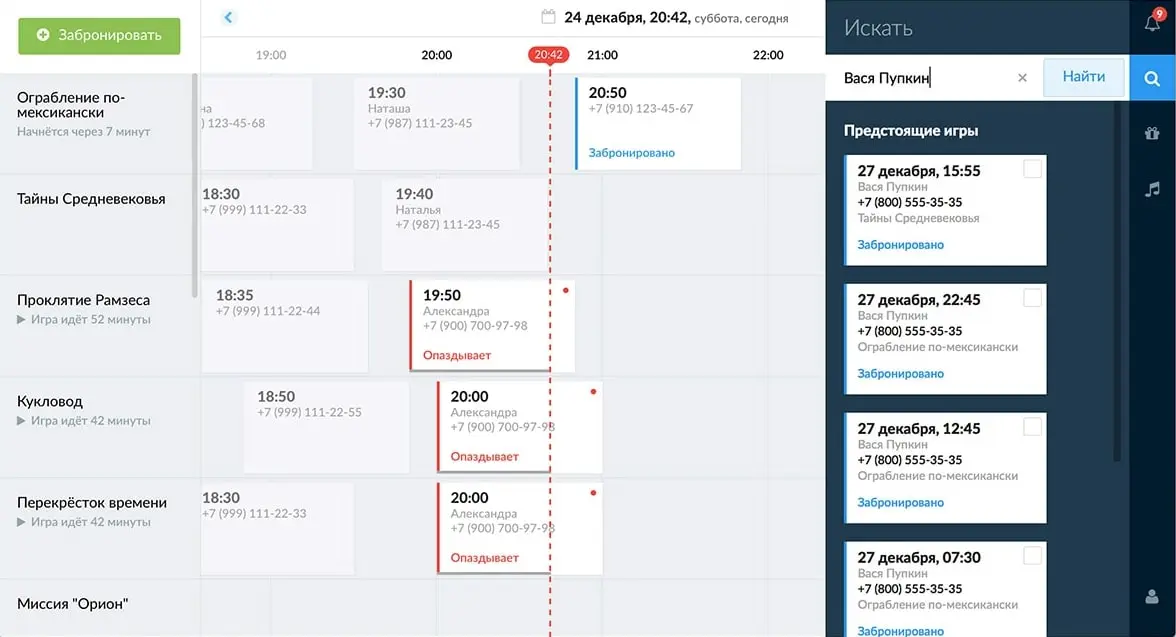 Забронировать
24 декабря, 20:42, суббота, сегодня
19:00
20:00
20:42
21:00
22:00
Ограбление по-
мексикански
Начнётся через 7 минут
на
) 123-45-68
19:30
Наташа
+7 (987) 111-23-45
20:50
+7 (910) 123-45-67
Забронировано
Тайны Средневековья
18:30
+7 (999) 111-22-33
19:40
Наталья
+7 (987) 111-23-45
Проклятие Рамзеса
Игра идёт 52 минуты
18:35
+7 (999) 111-22-44
19:50
Александра
+7 (900) 700-97-98
Опаздывает
Кукловод
Игра идёт 42 минуты
18:50
+7 (999) 111-22-55
20:00
Александра
+7 (900) 700-97-98
Опаздывает
Перекрёсток времени
Игра идёт 42 минуты
18:30
+7 (999) 111-22-33
20:00
Александра
+7 (900) 700-97-98
Опаздывает
Миссия "Орион"
Искать
9
Вася Пупкин
Найти
Предстоящие игры
27 декабря, 15:55
Вася Пупкин
+7 (800) 555-35-35
Тайны Средневековья
Забронировано
27 декабря, 22:45
Вася Пупкин
+7 (800) 555-35-35
Ограбление по-мексикански
Забронировано
27 декабря, 12:45
Вася Пупкин
+7 (800) 555-35-35
Ограбление по-мексикански
Забронировано
27 декабря, 07:30
Вася Пупкин
+7 (800) 555-35-35
Ограбление по-мексикански
Забронировано